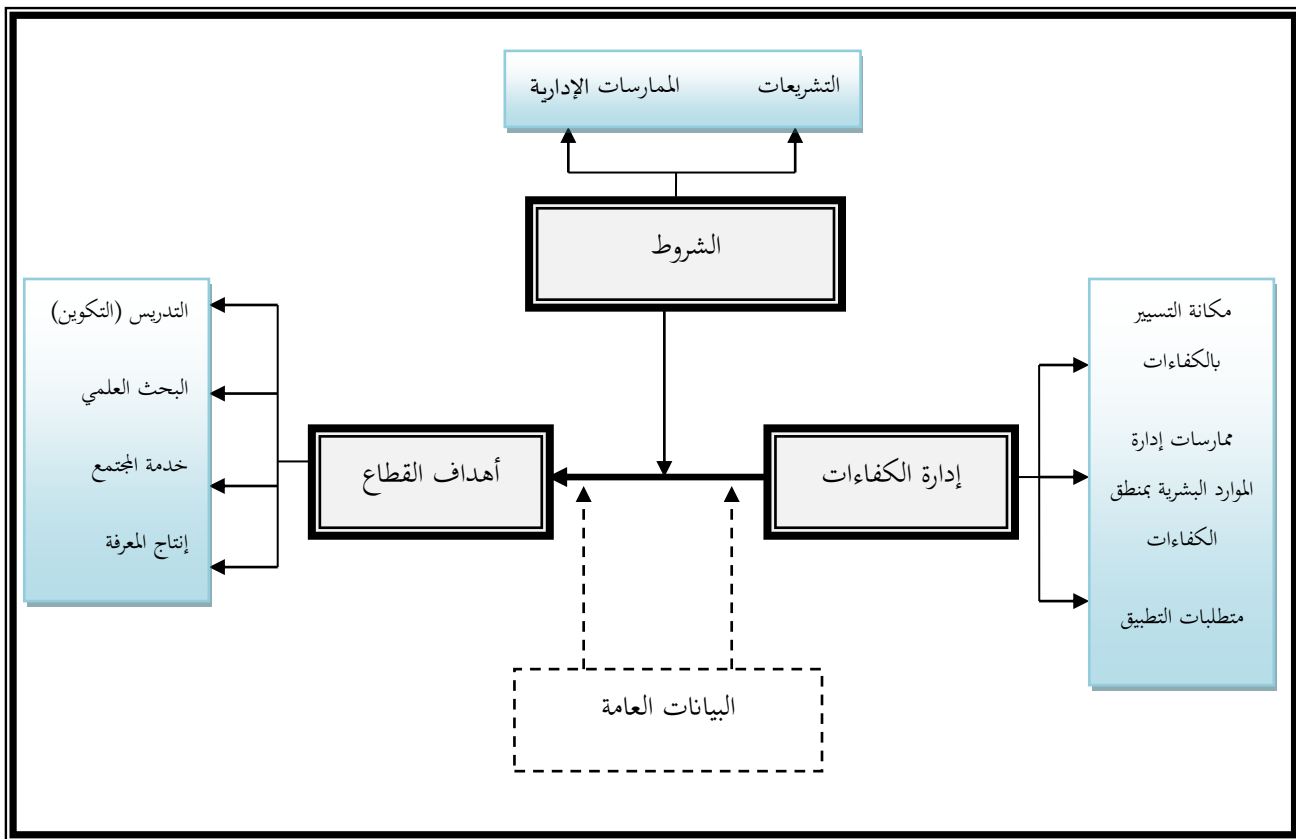 التشريعات الممارسات الإدارية
الشروط
مكانة التسيير
بالكفاءات
ممارسات إدارة
الموارد البشرية بمنطق
الكفاءات
متطلبات التطبيق
إدارة الكفاءات
أهداف القطاع
التدريس (التكوين)
البحث العلمي
خدمة المجتمع
إنتاج المعرفة
البيانات العامة